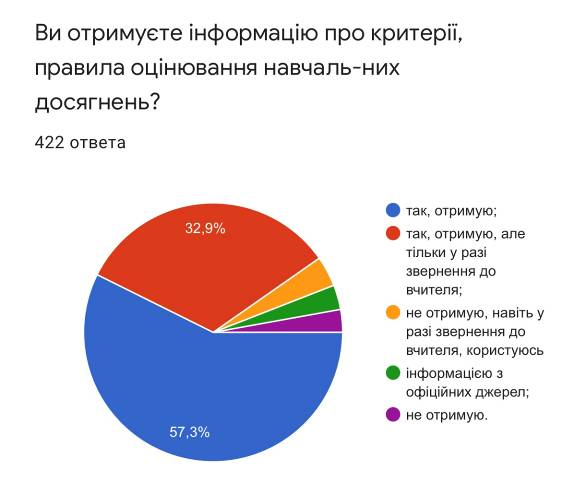 Ви отримуєте інформацію про критерії,
правила оцінювання навчаль-них
досягнень?
422 ответа
32,9%
57,3%
так, отримую;
так, отримую, але
тільки у разі
звернення до
вчителя;
не отримую, навіть у
разі звернення до
вчителя, користуюсь
інформацією з
офіційних джерел;
не отримую.